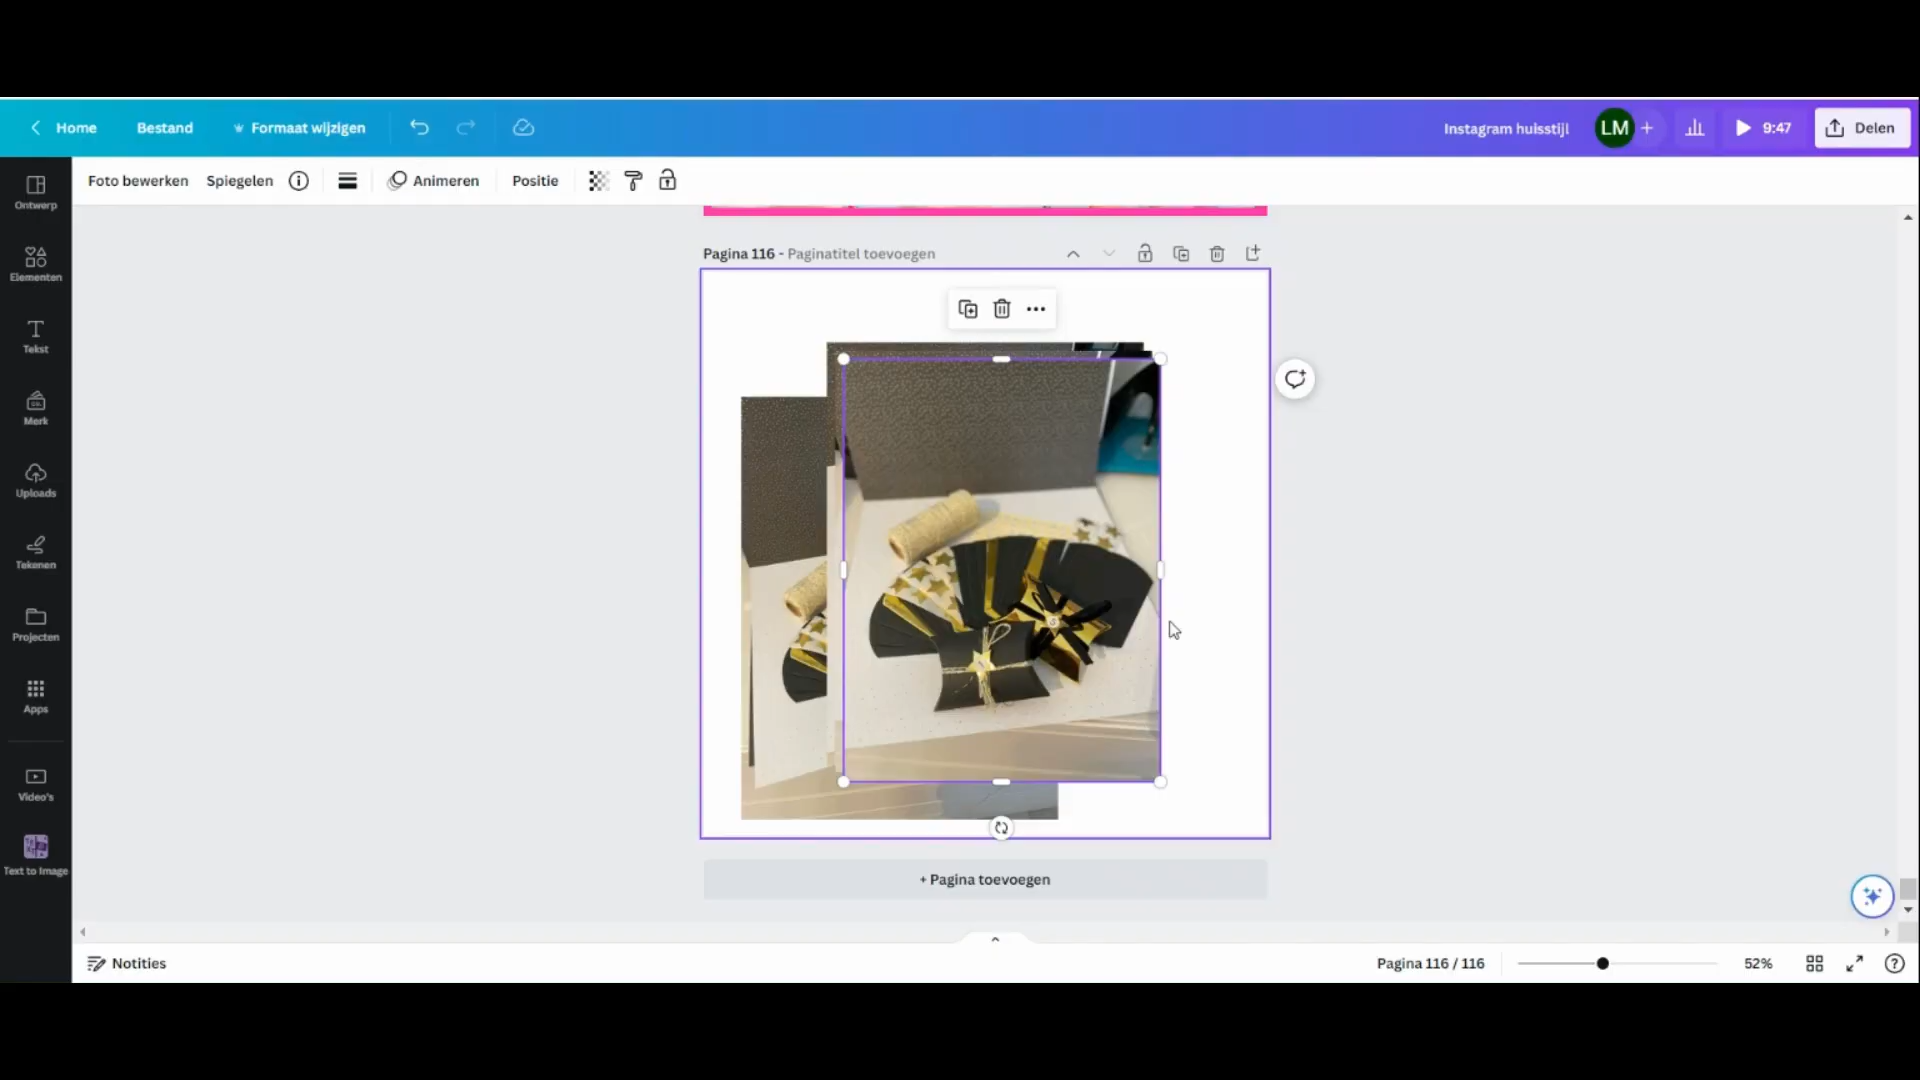 Home
Bestand
Formaat wijzigen
Instagram huisstijl
LM
+
9:47
Delen
Foto bewerken
Spiegelen
Animeren
Positie
Ontwerp
Elementen
Tekst
Merk
Uploads
Tekenen
Projecten
Apps
Video's
Text to Image
Pagina 116 - Paginatitel toevoegen
+ Pagina toevoegen
Notities
Pagina 116 / 116
52%